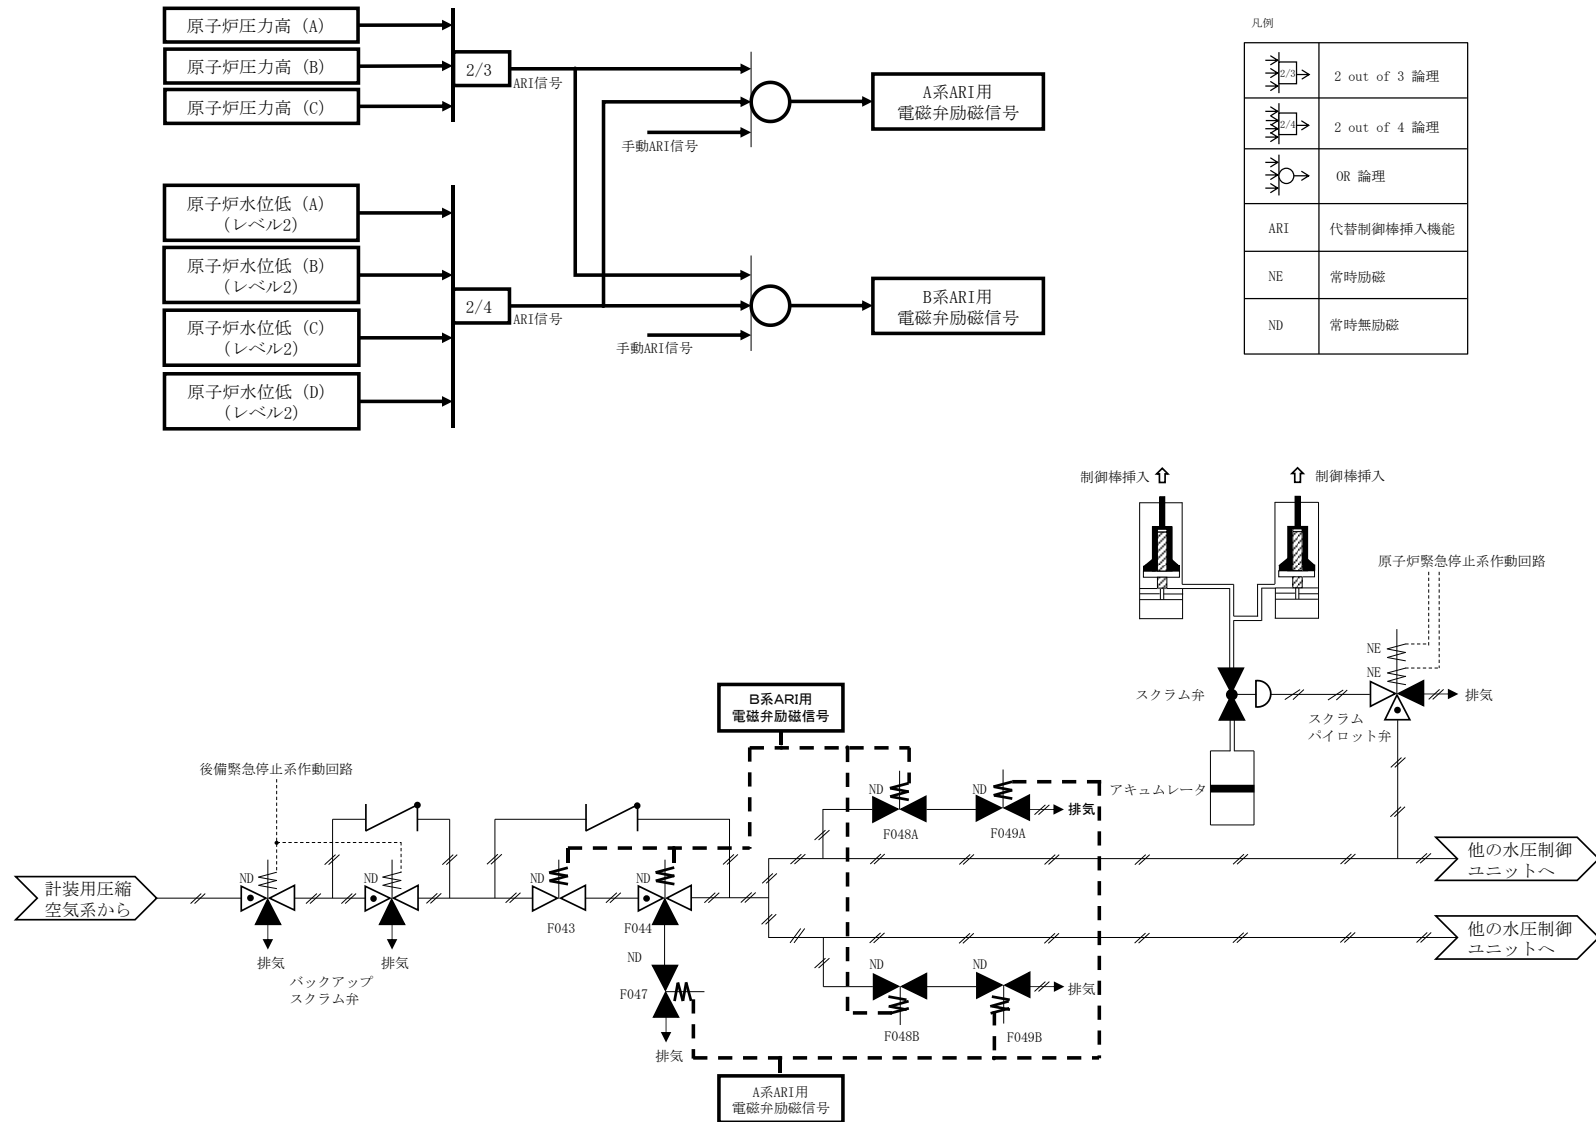 原子炉圧力高 (A)
原子炉圧力高 (B)
原子炉圧力高 (C)
2/3
ARI信号
手動ARI信号
A系ARI用
電磁弁励磁信号
原子炉水位低 (A)
(レベル2)
原子炉水位低 (B)
(レベル2)
原子炉水位低 (C)
(レベル2)
原子炉水位低 (D)
(レベル2)
2/4
ARI信号
手動ARI信号
B系ARI用
電磁弁励磁信号
凡例
2/3
2 out of 3 論理
2/4
2 out of 4 論理
OR 論理
ARI
代替制御棒挿入機能
NE
常時励磁
ND
常時無励磁
制御棒挿入
制御棒挿入
原子炉緊急停止系作動回路
NE
NE
スクラム弁
排気
スクラム
パイロット弁
アキュムレータ
B系ARI用
電磁弁励磁信号
後備緊急停止系作動回路
ND
ND
F048A
F049A
排気
計装用圧縮
空気系から
ND
ND
ND
ND
F043
F044
排気
排気
バックアップ
スクラム弁
ND
F047
排気
他の水圧制御
ユニットへ
他の水圧制御
ユニットへ
ND
ND
排気
F048B
F049B
A系ARI用
電磁弁励磁信号